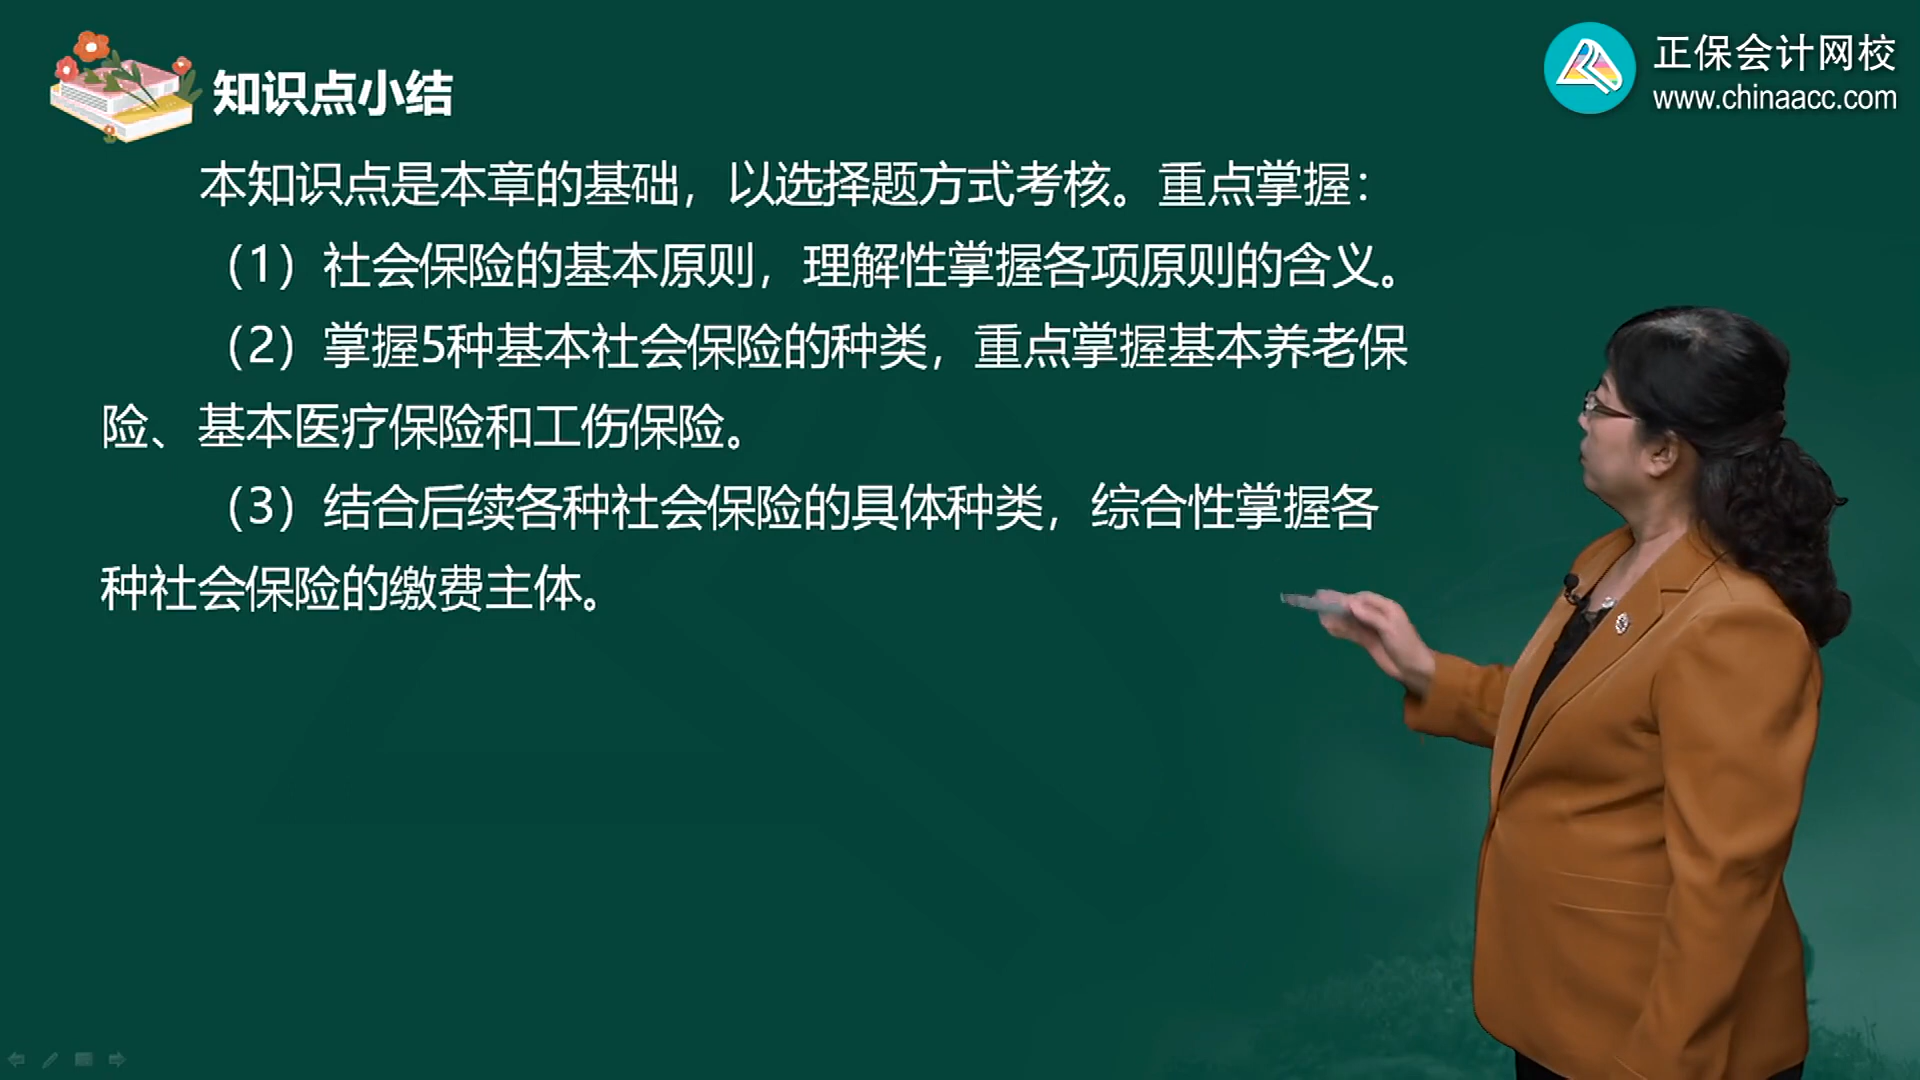 正保会计网校
www.chinaacc.com
知识点小结
本知识点是本章的基础，以选择题方式考核。重点掌握：
（1）社会保险的基本原则，理解性掌握各项原则的含义。
（2）掌握5种基本社会保险的种类，重点掌握基本养老保
险、基本医疗保险和工伤保险。
（3）结合后续各种社会保险的具体种类，综合性掌握各
种社会保险的缴费主体。